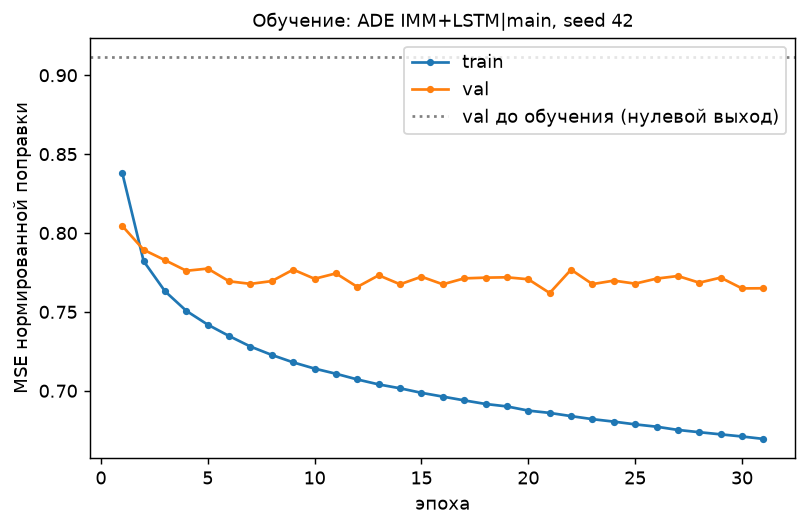 Обучение: ADE IMM+LSTM|main, seed 42
MSE нормированной поправки
0.90
0.85
0.80
0.75
0.70
train
val
val до обучения (нулевой выход)
0
5
10
15
20
25
30
эпоха